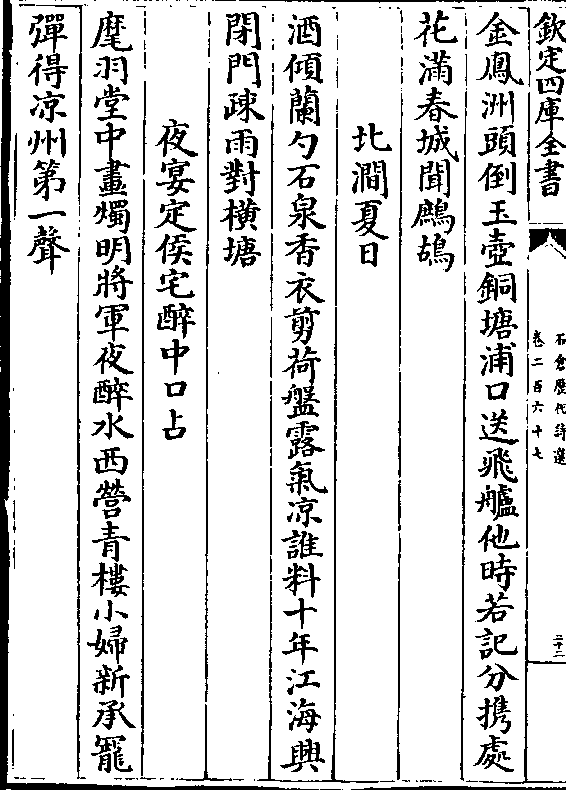 欽定四庫全書
石倉歷代詩選
卷二百六十七
二十二
金鳳洲頭倒玉壺銅塘浦口送飛艫他時若記分携處
花滿春城聞鷓鴣
北澗夏日
酒傾蘭勺石泉香衣剪荷盤露氣凉誰料十年江海興
閉門疎雨對橫塘
夜宴定侯宅醉中口占
麾羽堂中畫燭明將軍夜醉水西營青樓小婦新承寵
彈得凉州第一聲